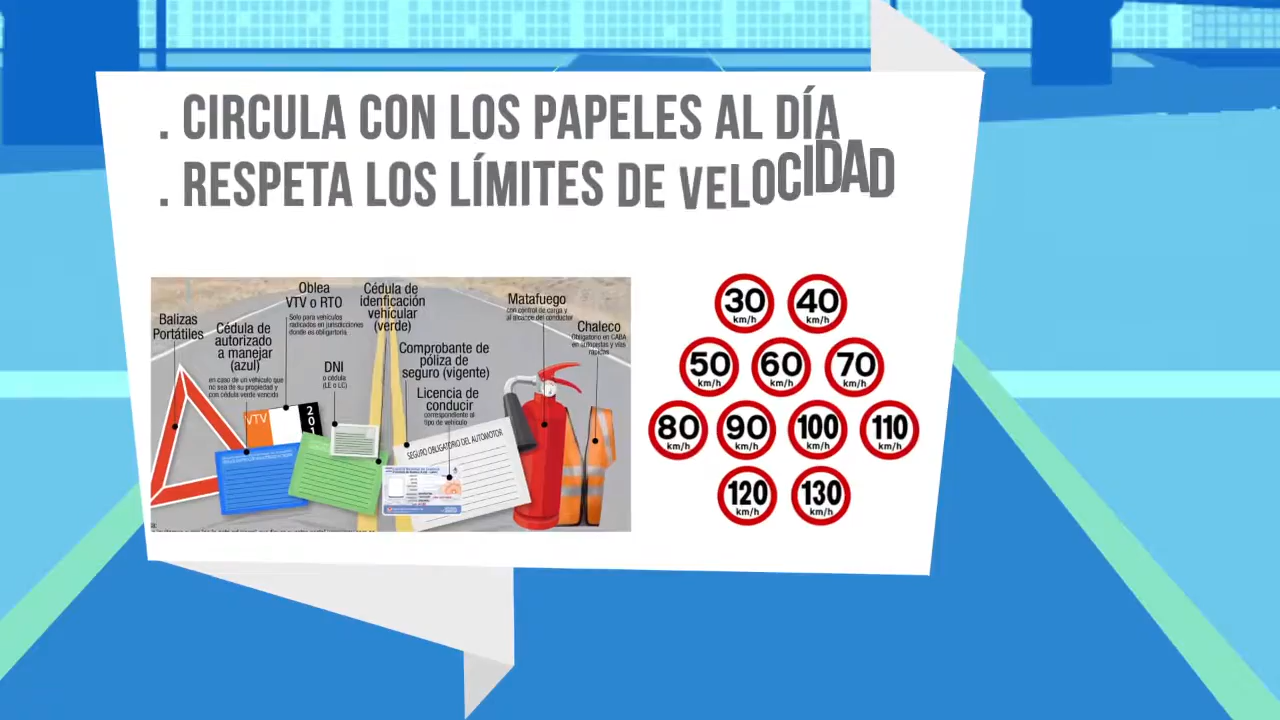 . CIRCULA CON LOS PAPELES AL DÍA
. RESPETA LOS LÍMITES DE VELOCIDAD
Balizas
Portátiles
Cédula de
autorizado
a manejar
(azul)
en caso de un vehículo que
no sea de su propiedad y
con cédula verde vencida
Oblea
VTV o RTO
Solo para vehículos
radicados en jurisdicciones
donde es obligatoria
DNI
o cédula
(LE o LC)
Cédula de
idenficación
vehicular
(verde)
Comprobante de
póliza de
seguro (vigente)
Licencia de
conducir
correspondiente al
tipo de vehículo
Matafuego
con control de carga y
al alcance del conductor
Chaleco
Obligatorio en CABA
en autopistas y vías
rápidas
VTV
201
SEGURO OBLIGATORIO DEL AUTOMOTOR
30 km/h
40 km/h
50 km/h
60 km/h
70 km/h
80 km/h
90 km/h
100 km/h
110 km/h
120 km/h
130 km/h